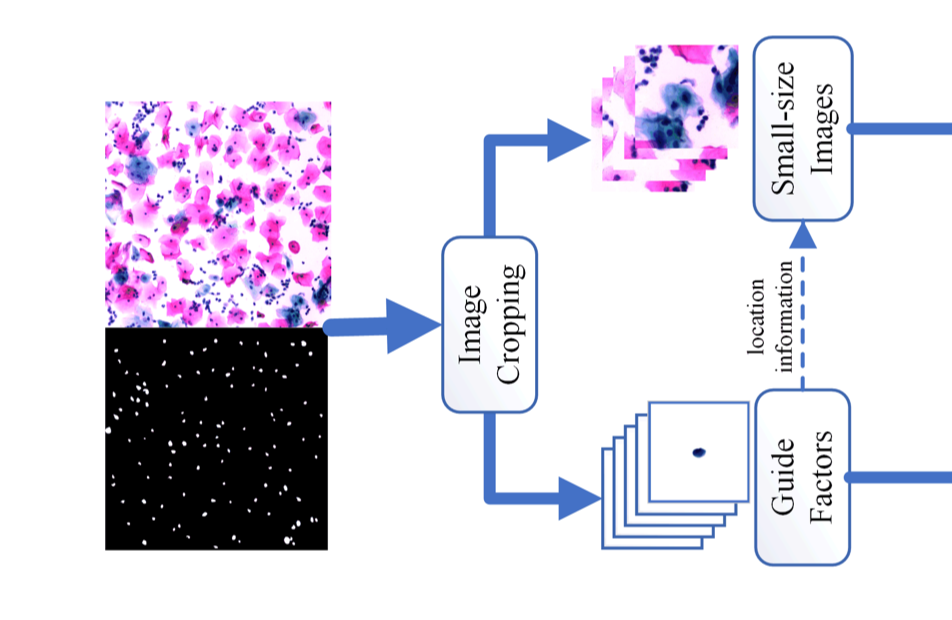 Small-size
Images
Image
Cropping
location
information
Guide
Factors